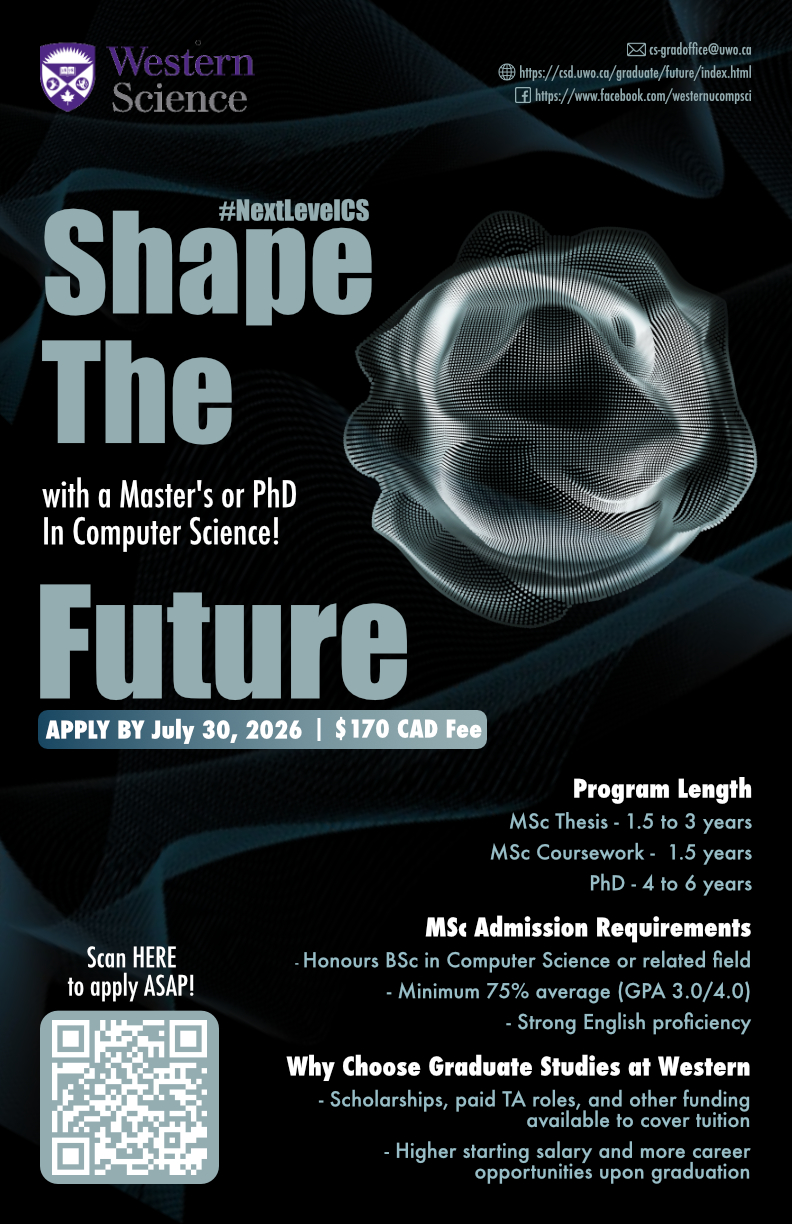 Western
Science
cs-gradoffice@uwo.ca
https://csd.uwo.ca/graduate/future/index.html
https://www.facebook.com/westernucompsci
#NextLevelCS
Shape
The
with a Master's or PhD
In Computer Science!
Future
APPLY BY July 30, 2026 | $170 CAD Fee
Program Length
MSc Thesis - 1.5 to 3 years
MSc Coursework - 1.5 years
PhD - 4 to 6 years
MSc Admission Requirements
- Honours BSc in Computer Science or related field
- Minimum 75% average (GPA 3.0/4.0)
- Strong English proficiency
Scan HERE
to apply ASAP!
Why Choose Graduate Studies at Western
- Scholarships, paid TA roles, and other funding
available to cover tuition
- Higher starting salary and more career
opportunities upon graduation